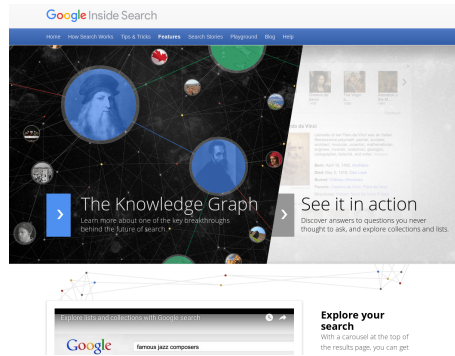 Google Inside Search
Home How Search Works Tips & Tricks Features Search Stories Playground Blog Help
The Knowledge Graph
Learn more about one of the key breakthroughs
behind the future of search.
See it in action
Discover answers to questions you never
thought to ask, and explore collections and lists.
Explore lists and collections with Google search
Google
famous jazz composers
Explore your
search
With a carousel at the top of
the results page, you can get